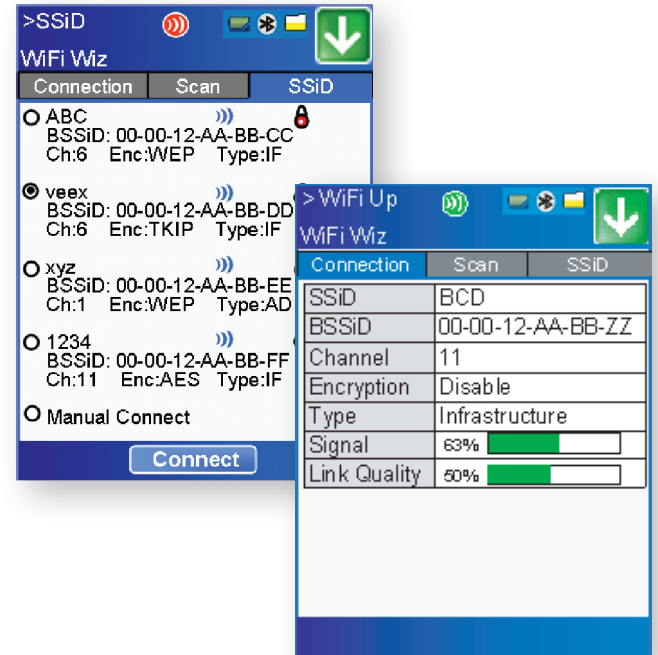 >SSiD
WiFi Wiz
Connection Scan SSiD
ABC
BSSiD: 00-00-12-AA-BB-CC
Ch:6 Enc:WEP Type:IF
veex
BSSiD: 00-00-12-AA-BB-DD
Ch:6 Enc:TKIP Type:IF
xyz
BSSiD: 00-00-12-AA-BB-EE
Ch:1 Enc:WEP Type:AD
1234
BSSiD: 00-00-12-AA-BB-FF
Ch:11 Enc:AES Type:IF
Manual Connect
Connect
> WiFi Up
WiFi Wiz
Connection Scan SSiD
SSiD BCD
BSSiD 00-00-12-AA-BB-ZZ
Channel 11
Encryption Disable
Type Infrastructure
Signal 63%
Link Quality 50%